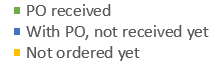 PO received
With PO, not received yet
Not ordered yet